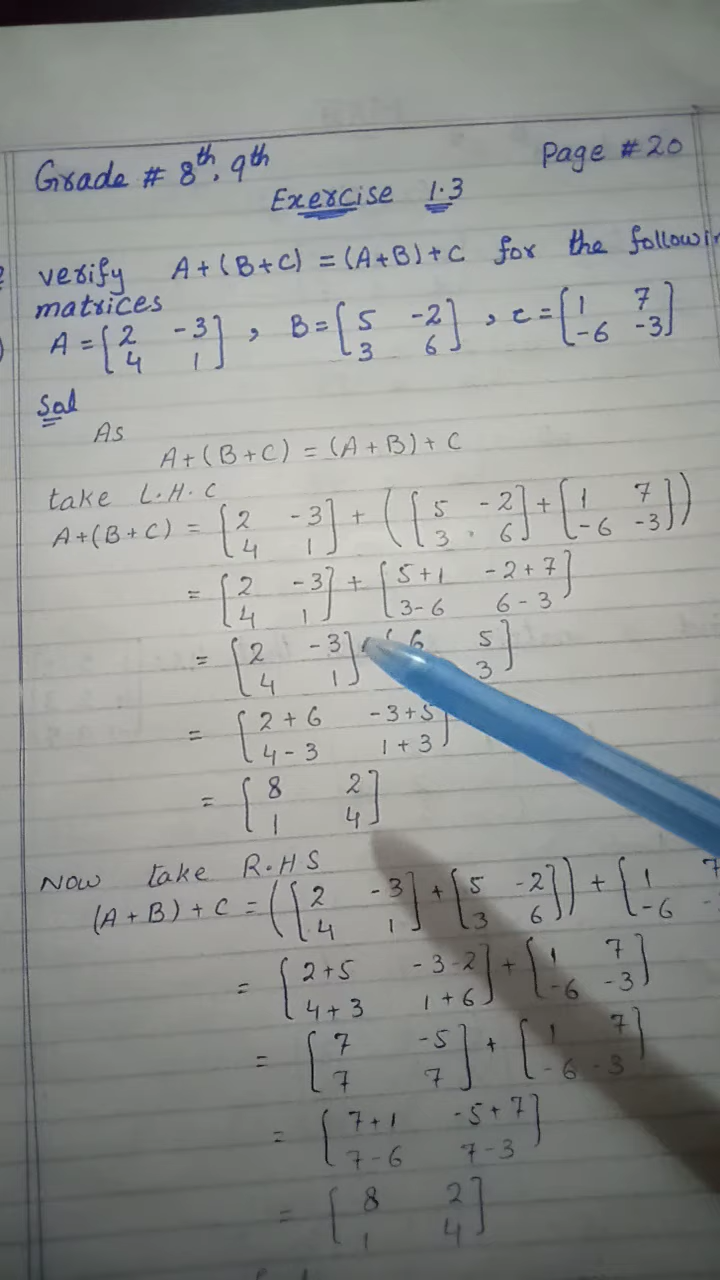 Grade # 8th, 9th Page # 20
Exercise 1.3
verify A+(B+C) = (A+B)+C for the
matrices
A = [2 -3 , B = [5 -2 , c = [1 7
4 1] 3 6] -6 -3]
Sol
As
A+(B+C) = (A+B)+C
take L.H.C
A+(B+C) = [2 -3 + ([5 -2 + [1 7
4 1] 3 6] -6 -3])
= [2 -3 + [5+1 -2+7
4 1] 3-6 6-3]
= [2 -3 [6 5
4 1] 3]
= [2+6 -3+5
4-3 1+3]
= [8 2
1 4]
Now take R.H.S
(A+B)+C = ([2 -3 + [5 -2 + [1 7
4 1] 3 6]) -6
= [2+5 -3-2 + [1 7
4+3 1+6] -6 -3]
= [7 -5 + [1 7
7 7] -6 -3]
= [7+1 -5+7
7-6 7-3]
= [8 2
1 4]